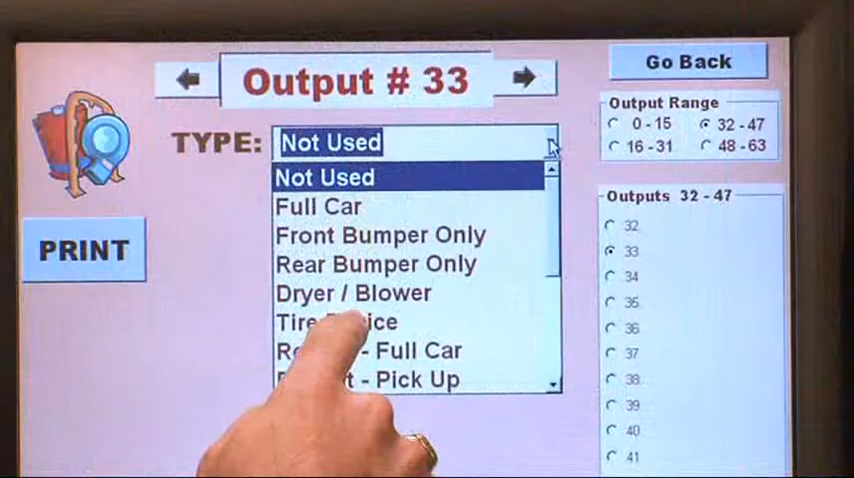 Output # 33
Go Back
Output Range
0 - 15
32 - 47
16 - 31
48 - 63
TYPE:
Not Used
Not Used
Full Car
Front Bumper Only
Rear Bumper Only
Dryer / Blower
Tire
- Full Car
- Pick Up
PRINT
Outputs 32 - 47
32
33
34
35
36
37
38
39
40
41